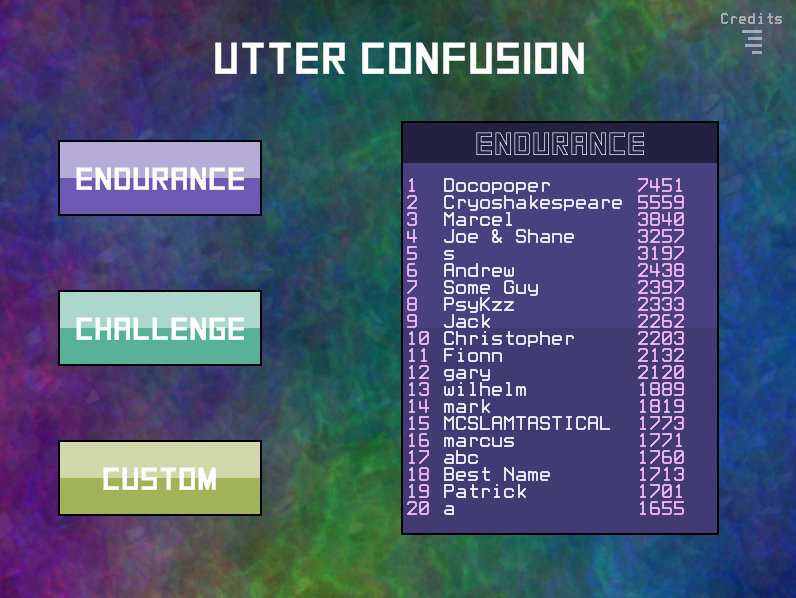 Credits
UTTER CONFUSION
ENDURANCE
CHALLENGE
CUSTOM
ENDURANCE
1 Docopoper 7451
2 Cryoshakespeare 5559
3 Marcel 3840
4 Joe & Shane 3257
5 s 3197
6 Andrew 2438
7 Some Guy 2397
8 PsyKzz 2333
9 Jack 2262
10 Christopher 2203
11 Fionn 2132
12 gary 2120
13 wilhelm 1889
14 mark 1819
15 MCSLAMTASTICAL 1773
16 marcus 1771
17 abc 1760
18 Best Name 1713
19 Patrick 1701
20 a 1655